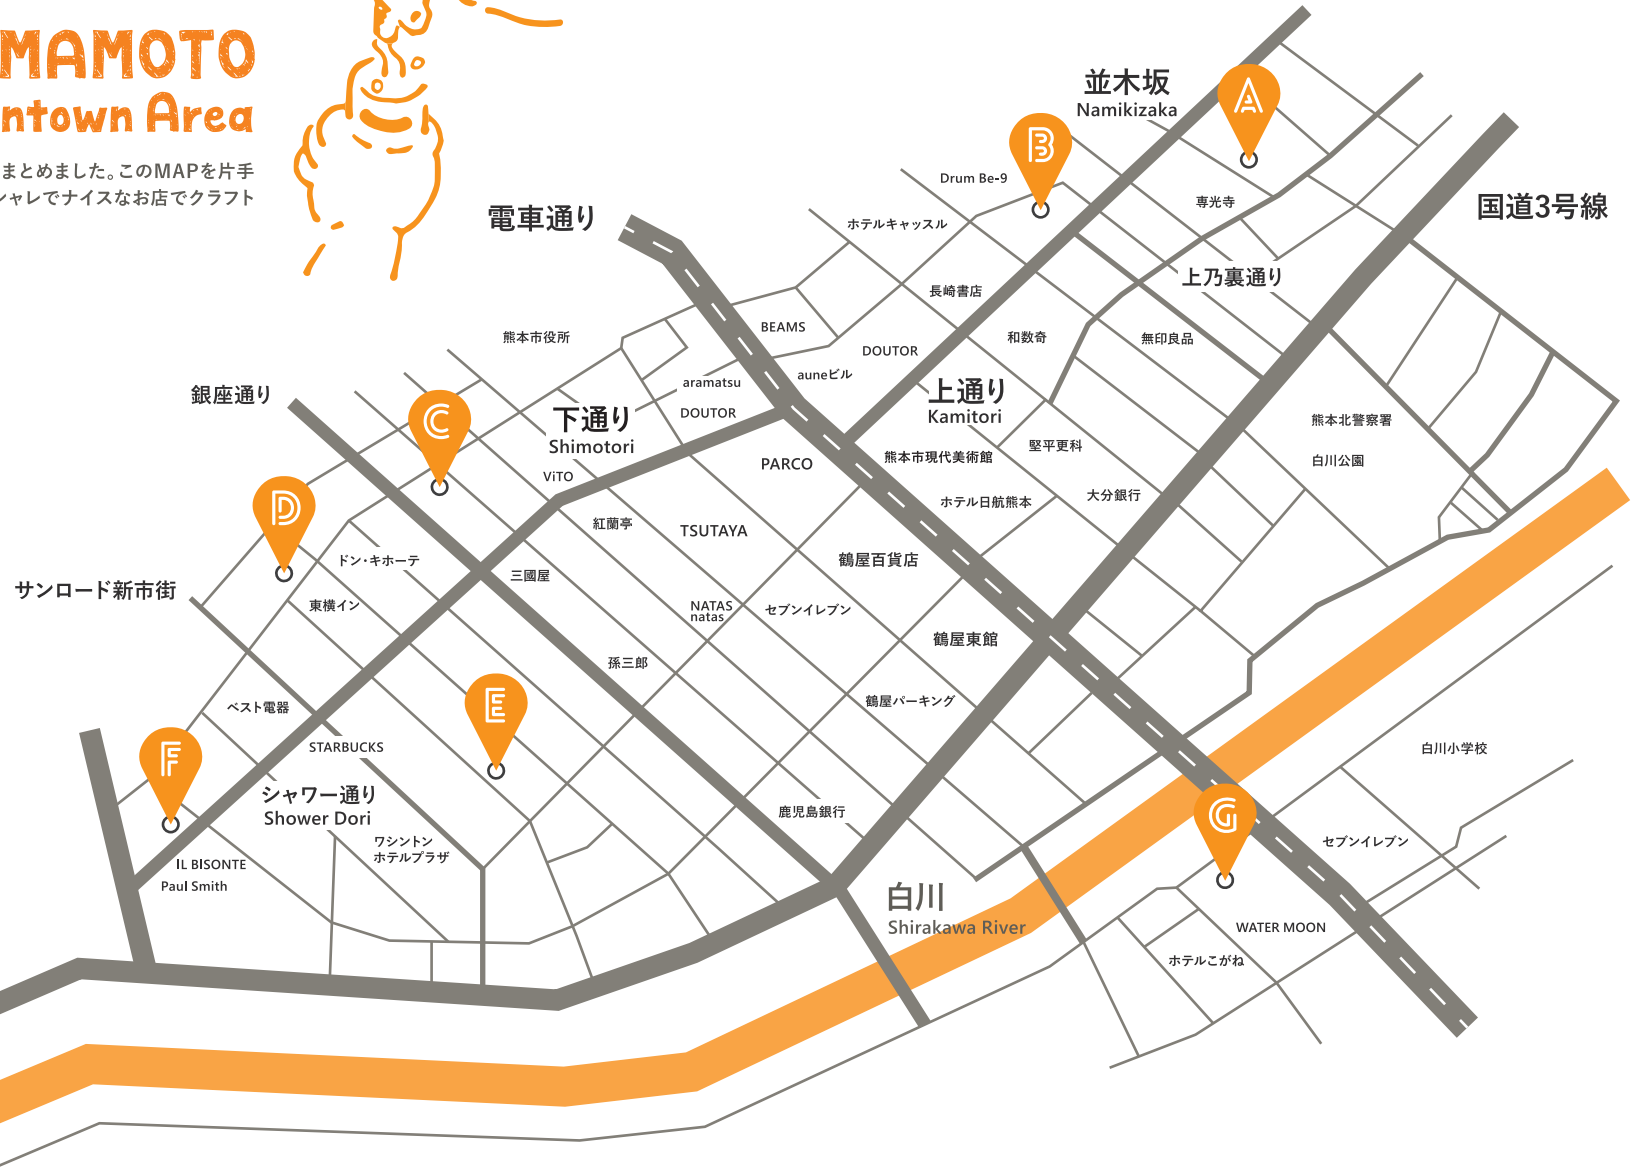 MAMOTO
ntown Area
まとめました。このMAPを片手
シャレでナイスなお店でクラフト
並木坂
Namikizaka
A
B
Drum Be-9
専光寺
国道3号線
電車通り
ホテルキャッスル
上乃裏通り
長崎書店
BEAMS
熊本市役所
和数奇
無印良品
DOUTOR
auneビル
aramatsu
銀座通り
上通り
Kamitori
DOUTOR
下通り
Shimotori
C
熊本北警察署
堅平更科
熊本市現代美術館
白川公園
PARCO
ViTO
大分銀行
ホテル日航熊本
D
紅蘭亭
TSUTAYA
鶴屋百貨店
ドン・キホーテ
三國屋
サンロード新市街
東横イン
NATAS
natas
セブンイレブン
鶴屋東館
孫三郎
鶴屋パーキング
E
ベスト電器
STARBUCKS
白川小学校
F
シャワー通り
Shower Dori
鹿児島銀行
G
セブンイレブン
ワシントン
ホテルプラザ
IL BISONTE
Paul Smith
白川
Shirakawa River
WATER MOON
ホテルこがね